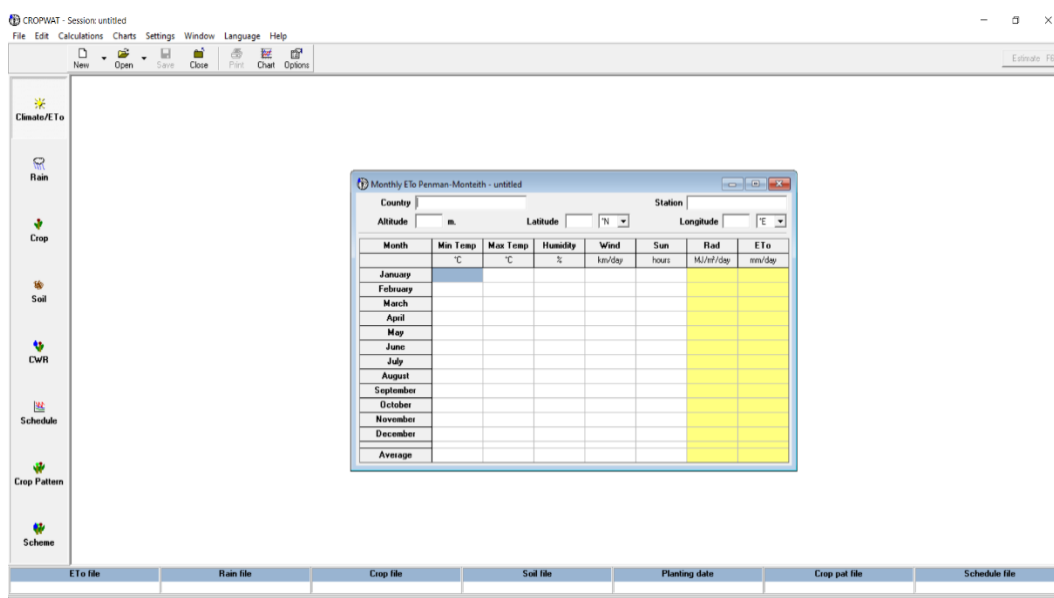 CROPWAT - Session: untitled
File Edit Calculations Charts Settings Window Language Help
New Open Save Close Print Chart Options
Climate/ETo
Rain
Crop
Soil
CWR
Schedule
Crop Pattern
Scheme
Monthly ETo Penman-Monteith - untitled
Country Station
Altitude m. Latitude °N Longitude °E
Month Min Temp Max Temp Humidity Wind Sun Rad ETo
°C °C % km/day hours MJ/m²/day mm/day
January
February
March
April
May
June
July
August
September
October
November
December
Average
ETo file Rain file Crop file Soil file Planting date Crop pat file Schedule file